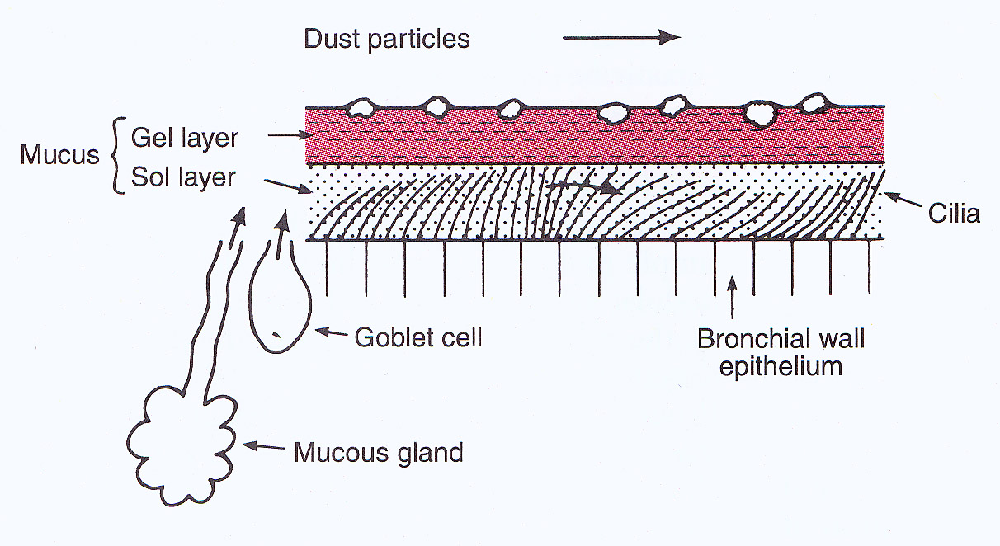 Dust particles
Mucus
Gel layer
Sol layer
Cilia
Goblet cell
Bronchial wall
epithelium
Mucous gland